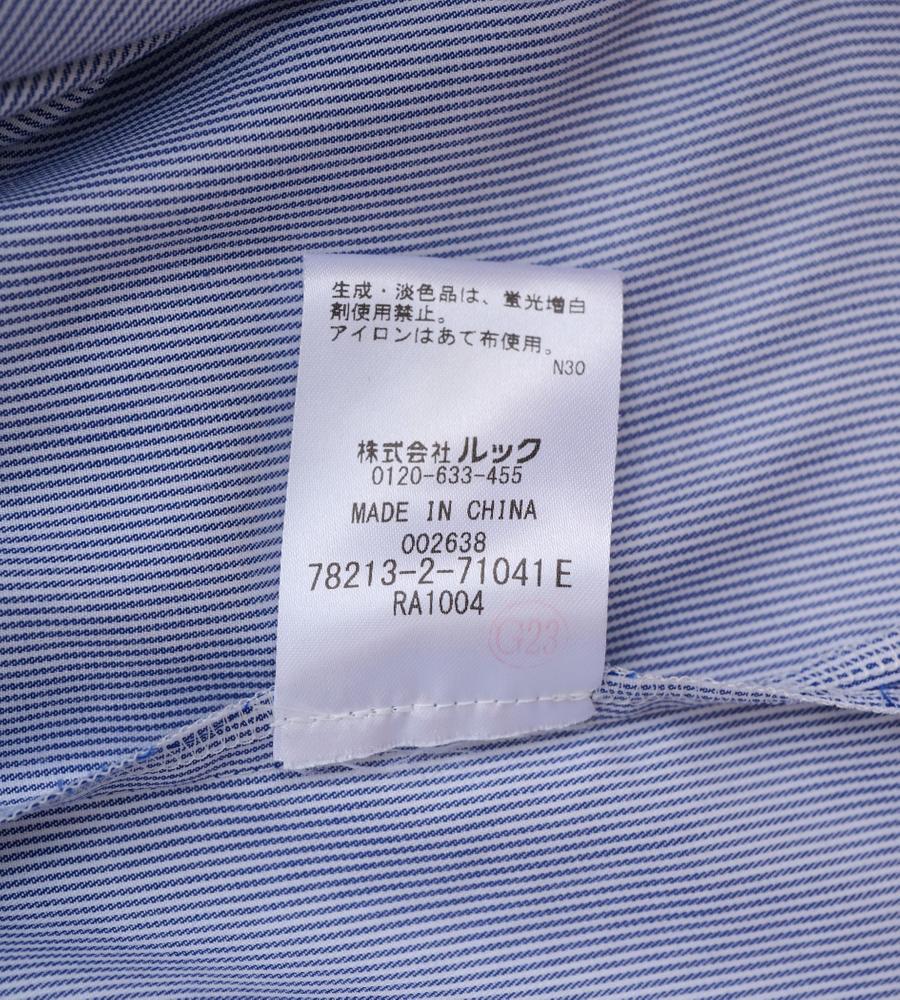 生成・淡色品は、蛍光増白
剤使用禁止。
アイロンはあて布使用。
N30
株式会社 ルック
0120-633-455
MADE IN CHINA
002638
78213-2-71041 E
RA1004
G23